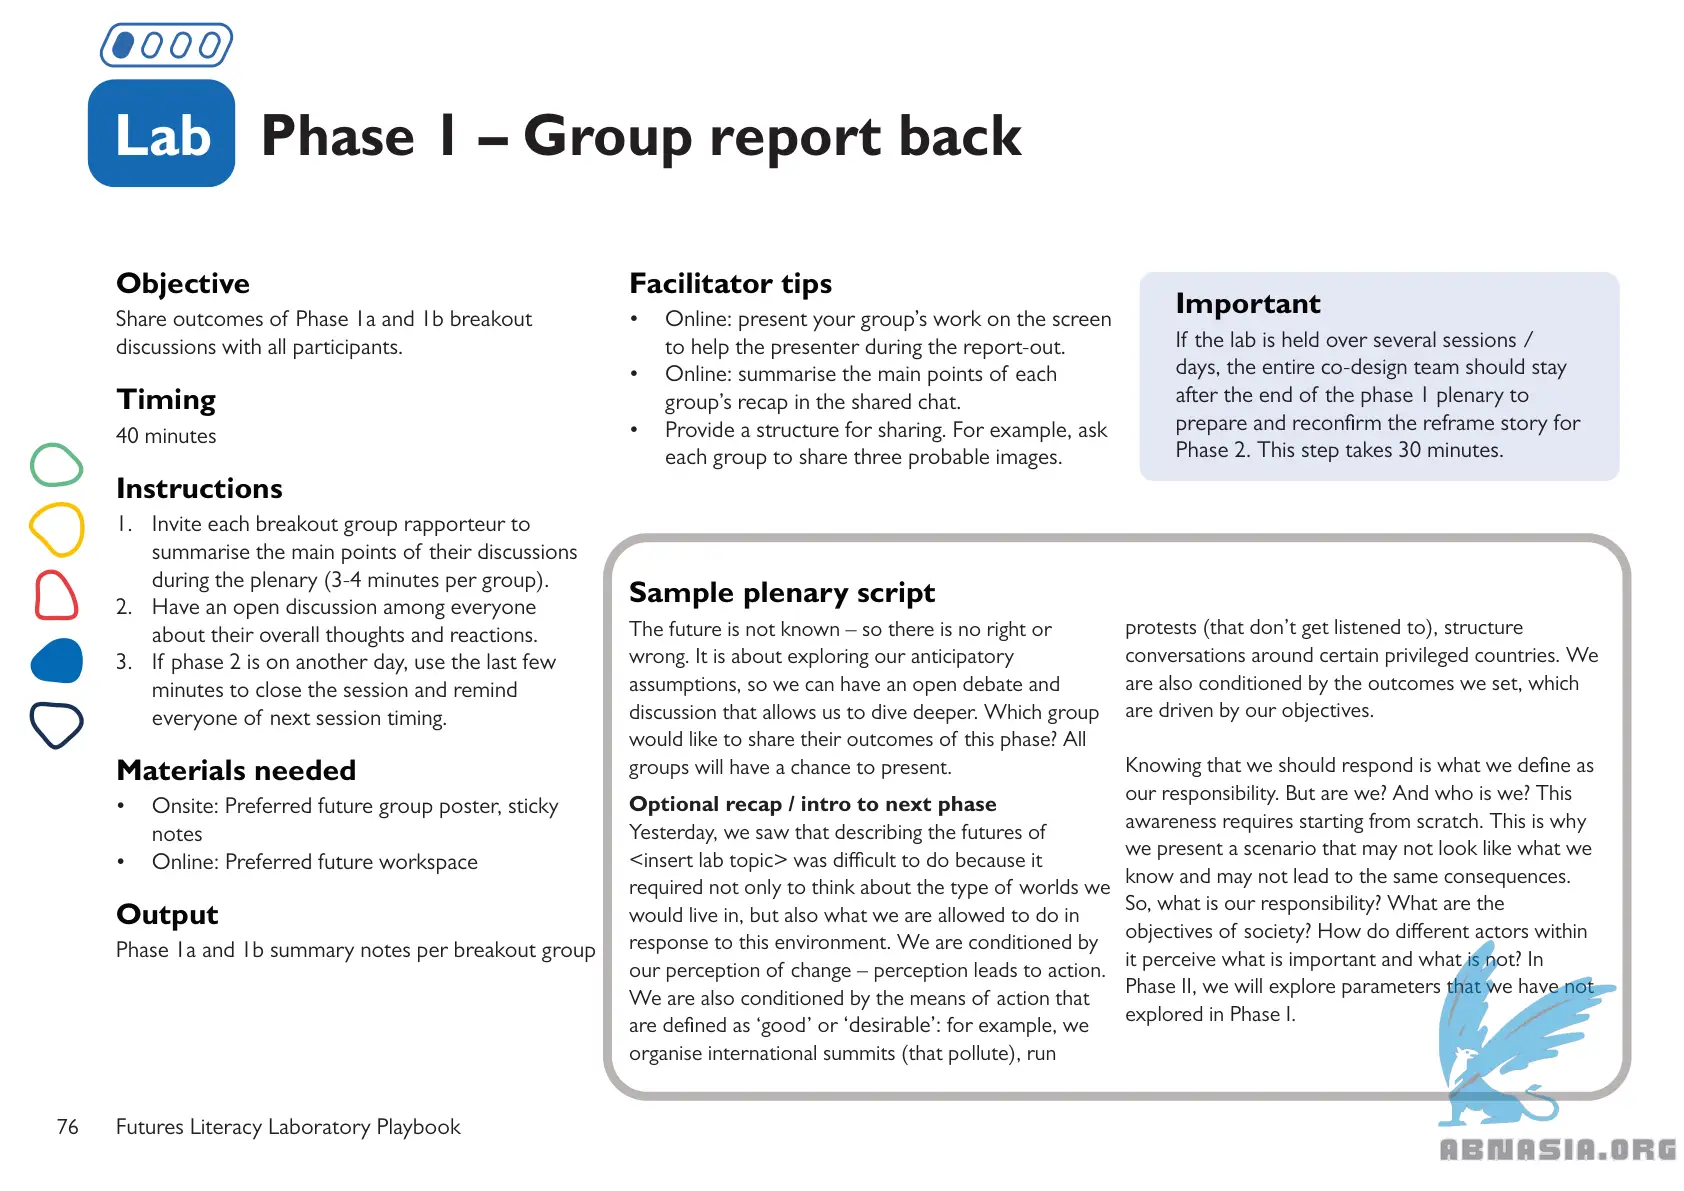 Lab
Phase 1 – Group report back
Objective
Share outcomes of Phase 1a and 1b breakout
discussions with all participants.
Timing
40 minutes
Instructions
1. Invite each breakout group rapporteur to
summarise the main points of their discussions
during the plenary (3-4 minutes per group).
2. Have an open discussion among everyone
about their overall thoughts and reactions.
3. If phase 2 is on another day, use the last few
minutes to close the session and remind
everyone of next session timing.
Materials needed
• Onsite: Preferred future group poster, sticky
notes
• Online: Preferred future workspace
Output
Phase 1a and 1b summary notes per breakout group
Facilitator tips
• Online: present your group’s work on the screen
to help the presenter during the report-out.
• Online: summarise the main points of each
group’s recap in the shared chat.
• Provide a structure for sharing. For example, ask
each group to share three probable images.
Important
If the lab is held over several sessions /
days, the entire co-design team should stay
after the end of the phase 1 plenary to
prepare and reconfirm the reframe story for
Phase 2. This step takes 30 minutes.
Sample plenary script
The future is not known – so there is no right or
wrong. It is about exploring our anticipatory
assumptions, so we can have an open debate and
discussion that allows us to dive deeper. Which group
would like to share their outcomes of this phase? All
groups will have a chance to present.
Optional recap / intro to next phase
Yesterday, we saw that describing the futures of
<insert lab topic> was difficult to do because it
required not only to think about the type of worlds we
would live in, but also what we are allowed to do in
response to this environment. We are conditioned by
our perception of change – perception leads to action.
We are also conditioned by the means of action that
are defined as ‘good’ or ‘desirable’: for example, we
organise international summits (that pollute), run
protests (that don’t get listened to), structure
conversations around certain privileged countries. We
are also conditioned by the outcomes we set, which
are driven by our objectives.
Knowing that we should respond is what we define as
our responsibility. But are we? And who is we? This
awareness requires starting from scratch. This is why
we present a scenario that may not look like what we
know and may not lead to the same consequences.
So, what is our responsibility? What are the
objectives of society? How do different actors within
it perceive what is important and what is not? In
Phase II, we will explore parameters that we have not
explored in Phase I.
76 Futures Literacy Laboratory Playbook
ABNASIA.ORG